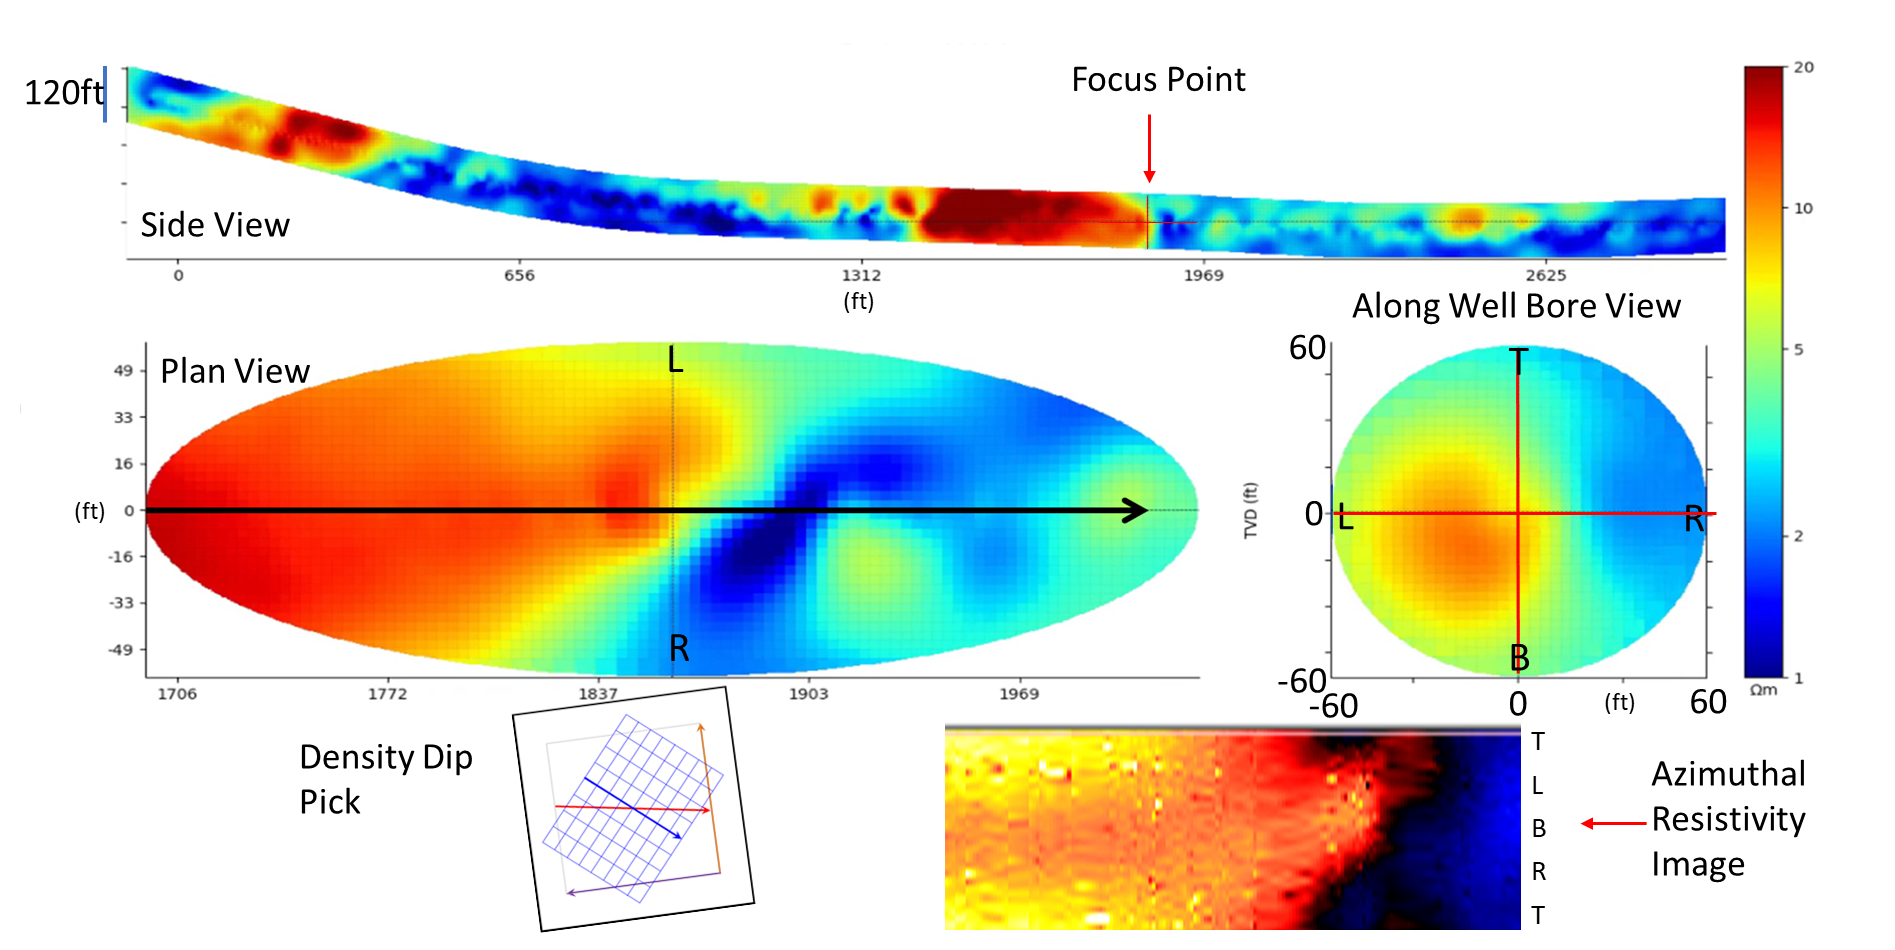 120ft
Focus Point
Side View
0 656 1312 1969 2625
(ft)
20
10
5
2
1
Ωm
Along Well Bore View
Plan View
L
R
49
33
16
0
-16
-33
-49
(ft)
1706 1772 1837 1903 1969
60
0
-60
TVD (ft)
T
L
R
B
-60 0 (ft) 60
Density Dip
Pick
T
L
B
R
T
Azimuthal
Resistivity
Image